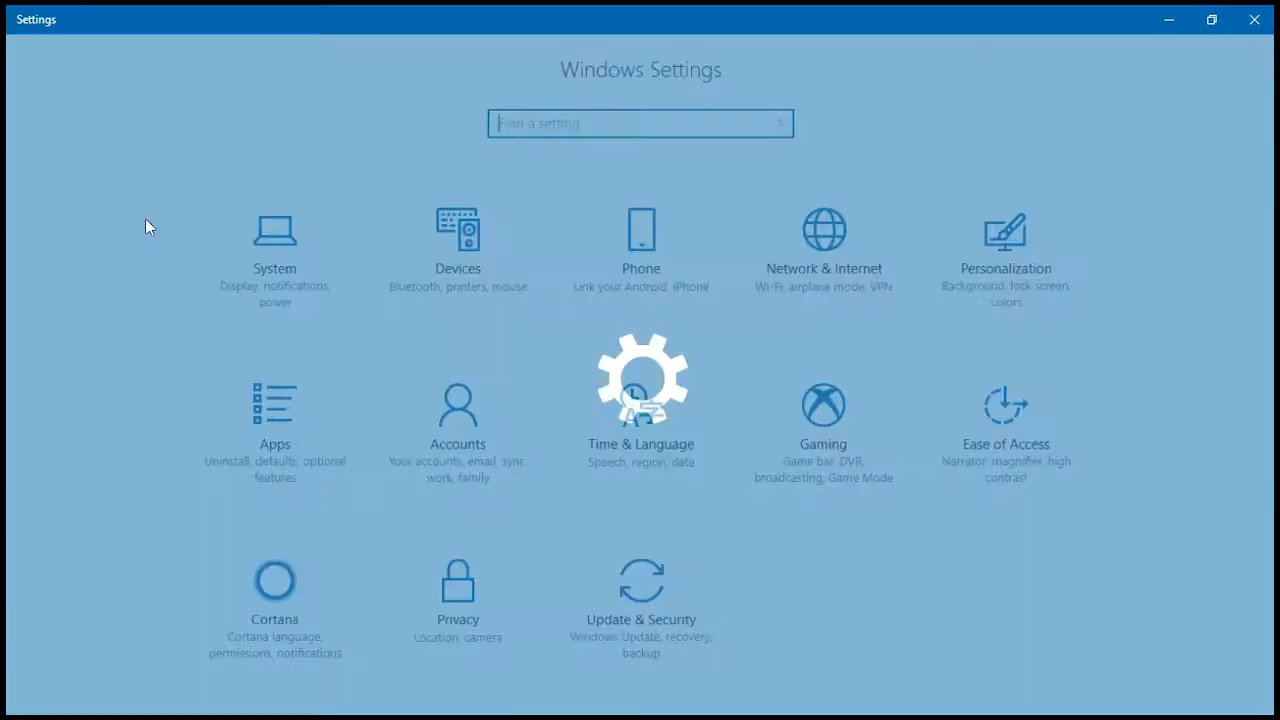 Settings
Windows Settings
Find a setting
System
Display, notifications,
power
Devices
Bluetooth, printers, mouse
Phone
Link your Android, iPhone
Network & Internet
Wi-Fi, airplane mode, VPN
Personalization
Background, lock screen,
colors
Apps
Uninstall, defaults, optional
features
Accounts
Your accounts, email, sync,
work, family
Time & Language
Speech, region, date
Gaming
Game bar, DVR,
broadcasting, Game Mode
Ease of Access
Narrator, magnifier, high
contrast
Cortana
Cortana language,
permissions, notifications
Privacy
Location, camera
Update & Security
Windows Update, recovery,
backup